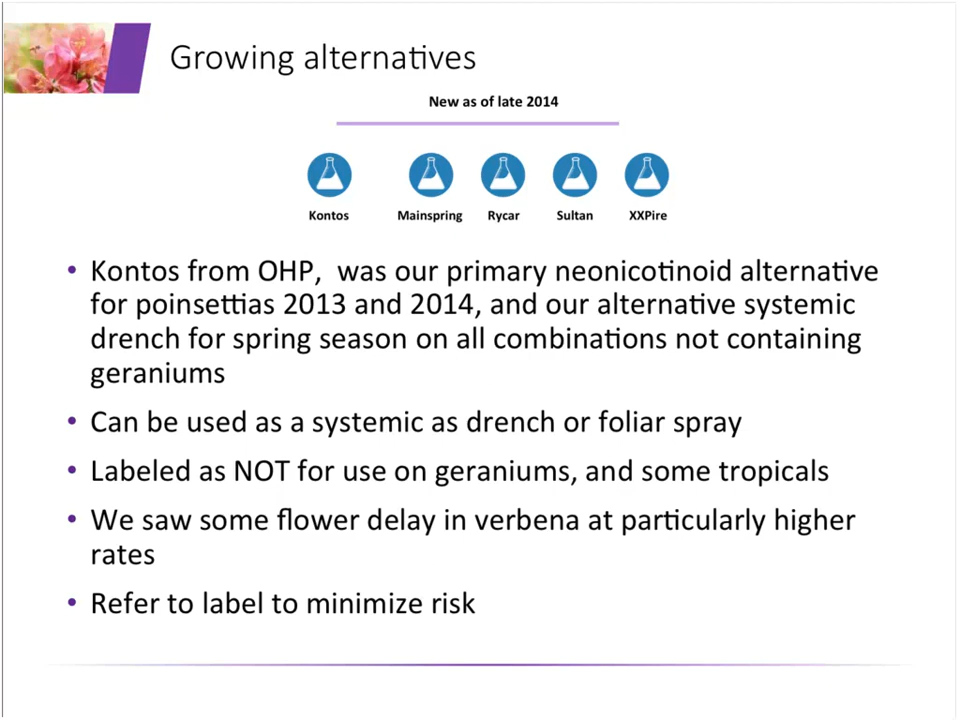 Growing alternatives
New as of late 2014
Kontos Mainspring Rycar Sultan XXPire
• Kontos from OHP, was our primary neonicotinoid alternative
for poinsettias 2013 and 2014, and our alternative systemic
drench for spring season on all combinations not containing
geraniums
• Can be used as a systemic as drench or foliar spray
• Labeled as NOT for use on geraniums, and some tropicals
• We saw some flower delay in verbena at particularly higher
rates
• Refer to label to minimize risk